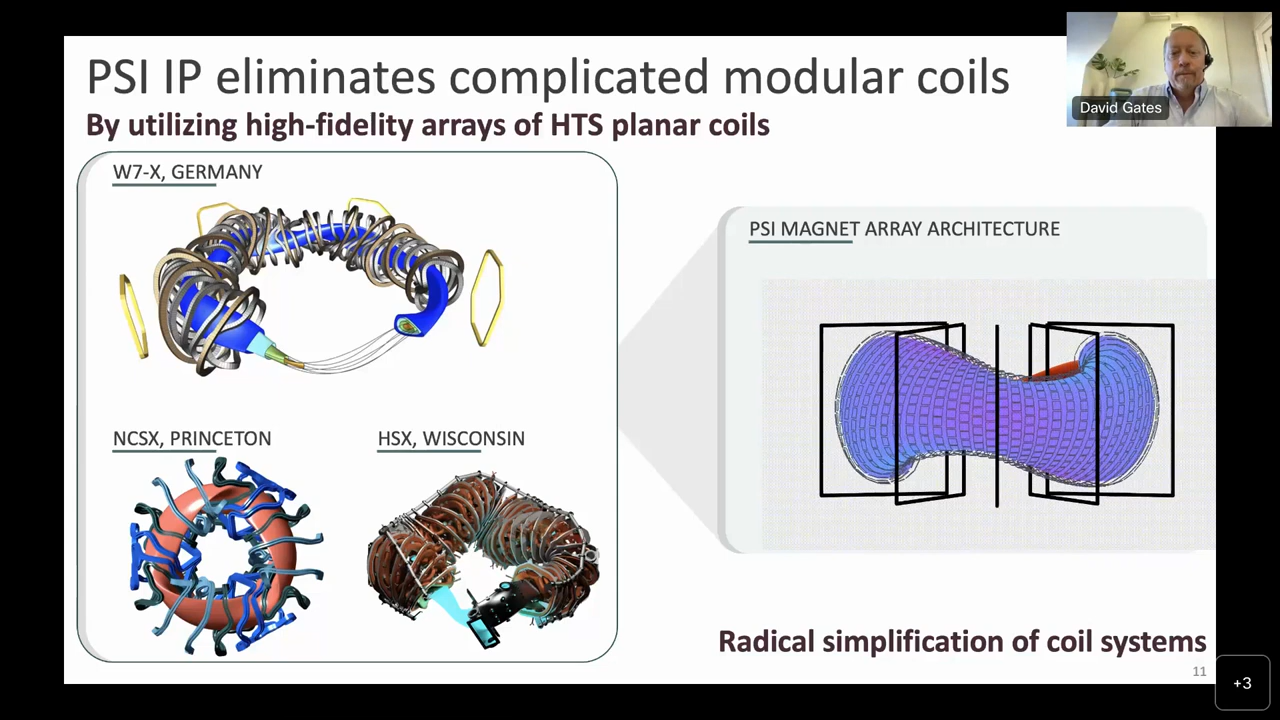 PSI IP eliminates complicated modular coils
By utilizing high-fidelity arrays of HTS planar coils
David Gates
W7-X, GERMANY
PSI MAGNET ARRAY ARCHITECTURE
NCSX, PRINCETON
HSX, WISCONSIN
Radical simplification of coil systems
11
+3